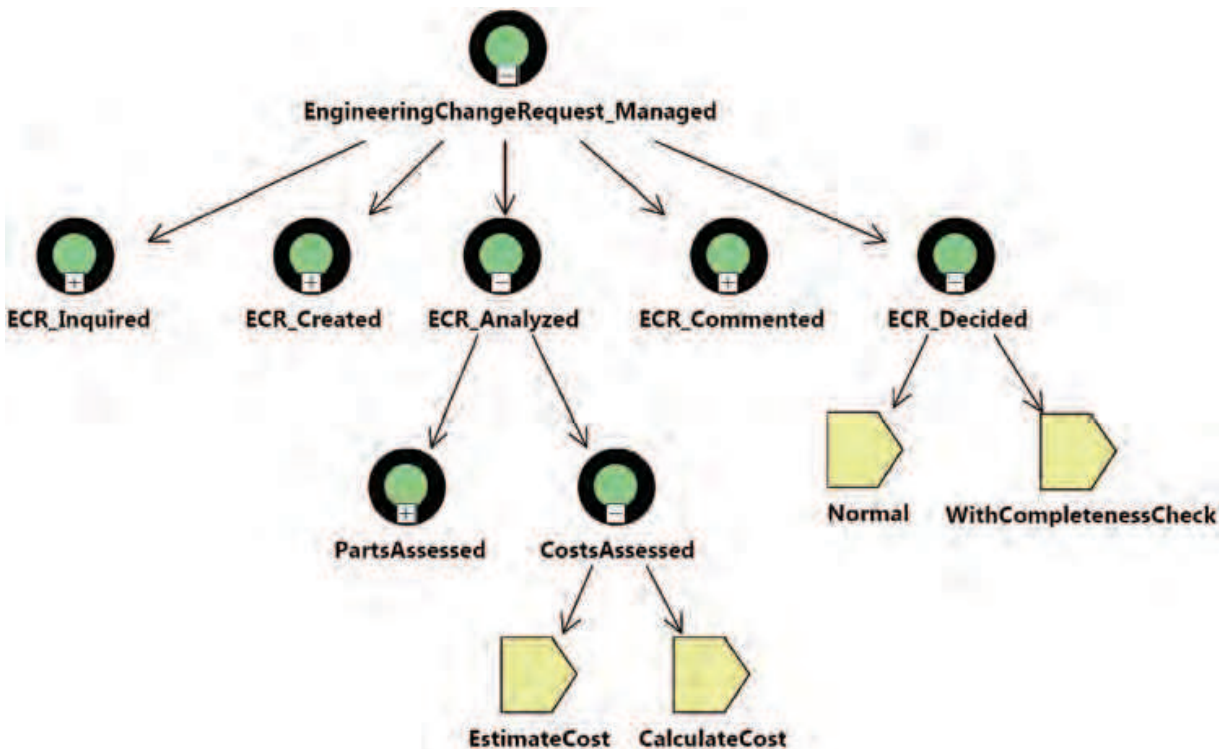 EngineeringChangeRequest_Managed
ECR_Inquired
ECR_Created
ECR_Analyzed
ECR_Commented
ECR_Decided
Normal
WithCompletenessCheck
PartsAssessed
CostsAssessed
EstimateCost
CalculateCost